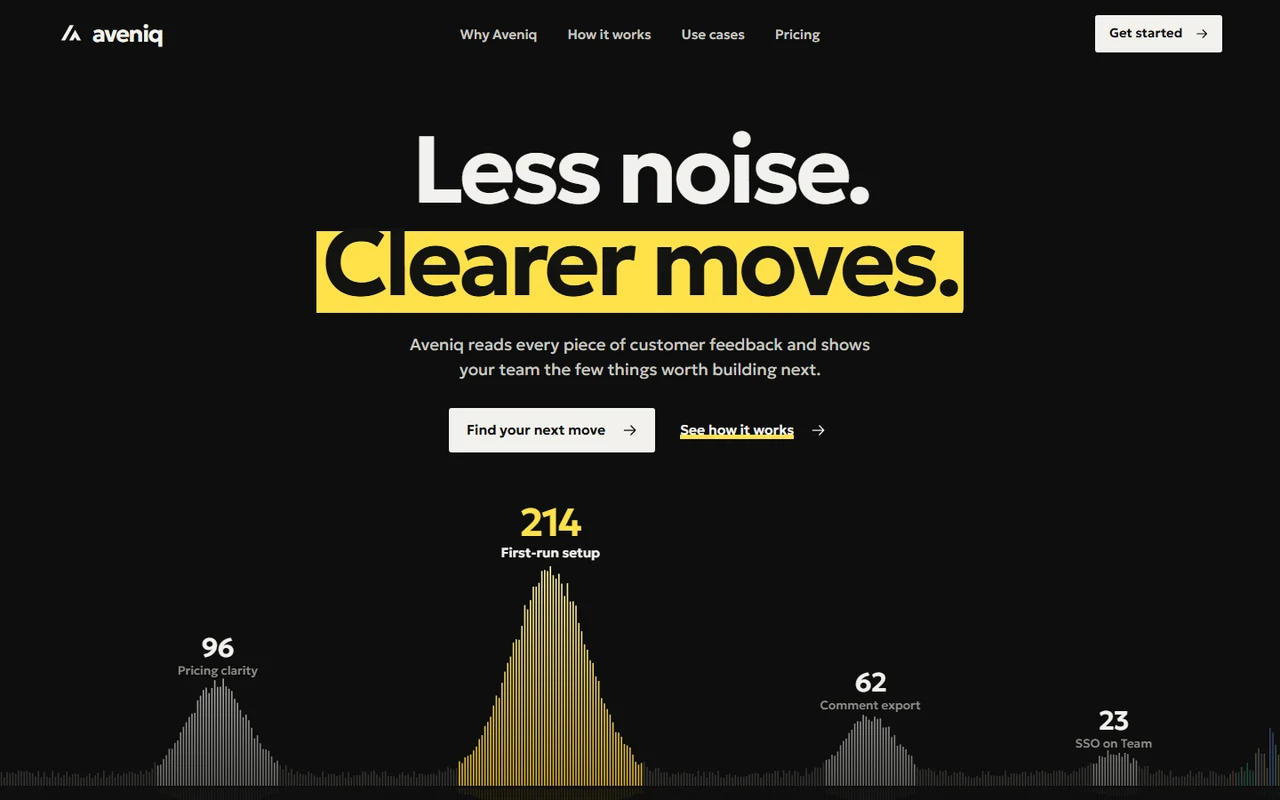 aveniq
Why Aveniq
How it works
Use cases
Pricing
Get started
Less noise.
Clearer moves.
Aveniq reads every piece of customer feedback and shows
your team the few things worth building next.
Find your next move
See how it works
214
First-run setup
96
Pricing clarity
62
Comment export
23
SSO on Team